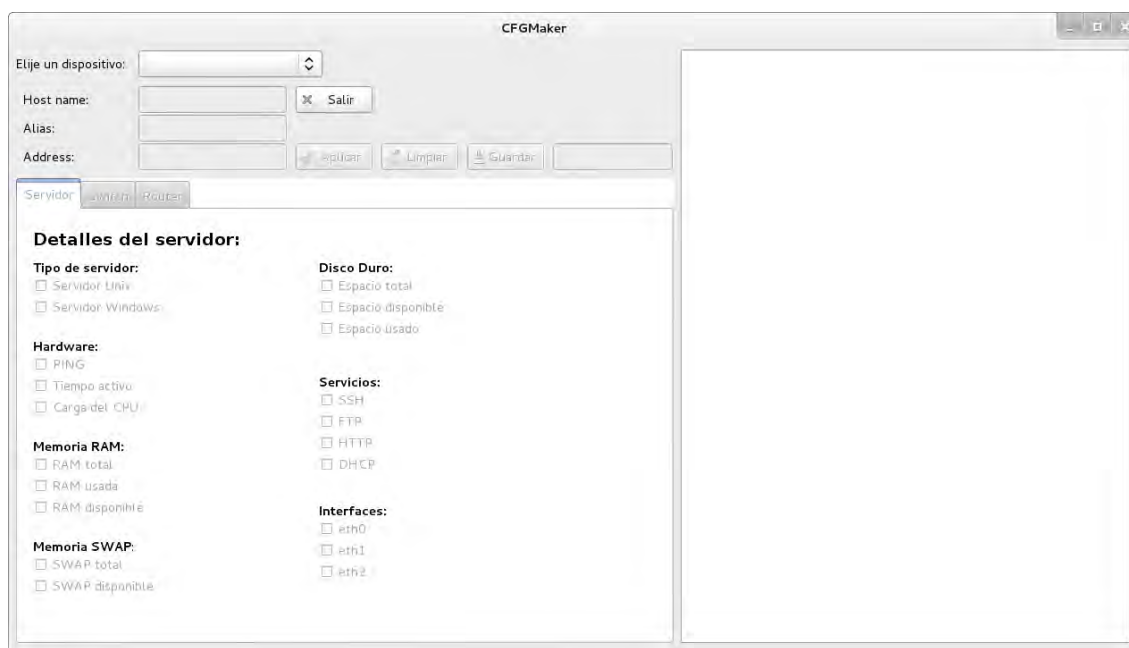 CFGMaker
Elije un dispositivo:
Host name:
Salir
Alias:
Address:
Aplicar
Limpiar
Guardar
Servidor
Switch
Router
Detalles del servidor:
Tipo de servidor:
Servidor Unix
Servidor Windows
Hardware:
PING
Tiempo activo
Carga del CPU
Memoria RAM:
RAM total
RAM usada
RAM disponible
Memoria SWAP:
SWAP total
SWAP disponible
Disco Duro:
Espacio total
Espacio disponible
Espacio usado
Servicios:
SSH
FTP
HTTP
DHCP
Interfaces:
eth0
eth1
eth2